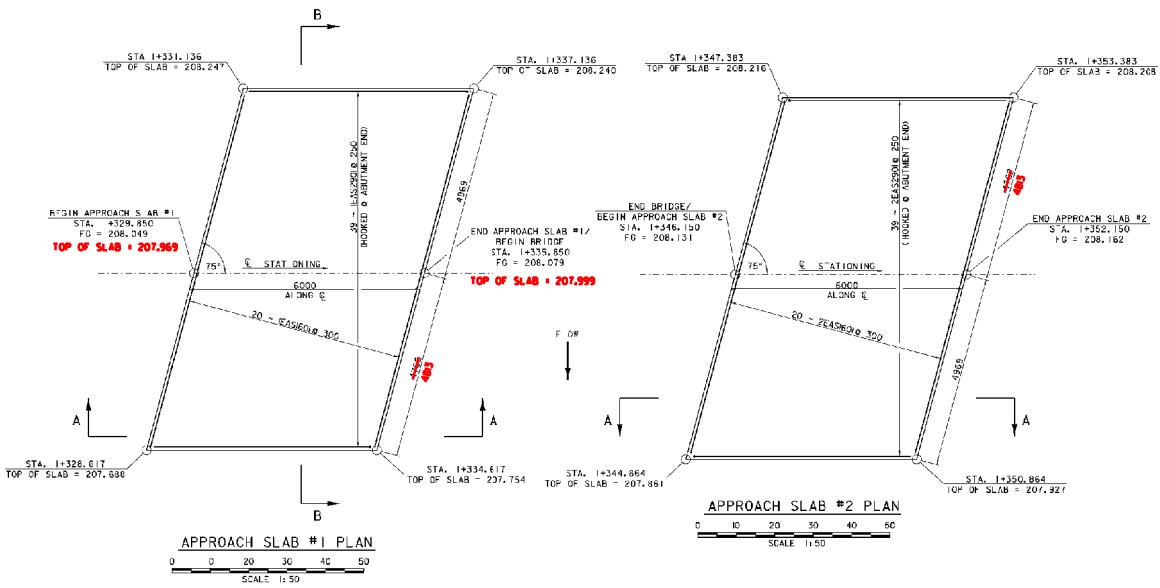 B
STA 1+331.136
TOP OF SLAB = 208.247
STA. 1+337.136
TOP OF SLAB = 208.240
39 - 1EAS2901@ 250
(HOOKED @ ABUTMENT END)
4969
BEGIN APPROACH SLAB #1
STA. 1+329.850
FG = 208.049
TOP OF SLAB = 207.969
75°
℄ STATIONING
6000
ALONG ℄
END APPROACH SLAB #1/
BEGIN BRIDGE
STA. 1+335.850
FG = 208.079
TOP OF SLAB = 207.999
20 - 1EAS1601@ 300
4813
A
A
STA. 1+328.617
TOP OF SLAB = 207.688
STA. 1+334.617
TOP OF SLAB = 207.754
B
APPROACH SLAB #1 PLAN
0 0 20 30 40 50
SCALE 1:50
F OW
STA. 1+347.383
TOP OF SLAB = 208.216
STA. 1+353.383
TOP OF SLAB = 208.208
39 - 2EAS2901@ 250
(HOOKED @ ABUTMENT END)
4813
END BRIDGE/
BEGIN APPROACH SLAB #2
STA. 1+346.150
FG = 208.131
75°
℄ STATIONING
6000
ALONG ℄
END APPROACH SLAB #2
STA. 1+352.150
FG = 208.162
20 - 2EAS1601@ 300
4969
A
A
STA. 1+344.864
TOP OF SLAB = 207.861
STA. 1+350.864
TOP OF SLAB = 207.927
APPROACH SLAB #2 PLAN
0 10 20 30 40 50
SCALE 1:50